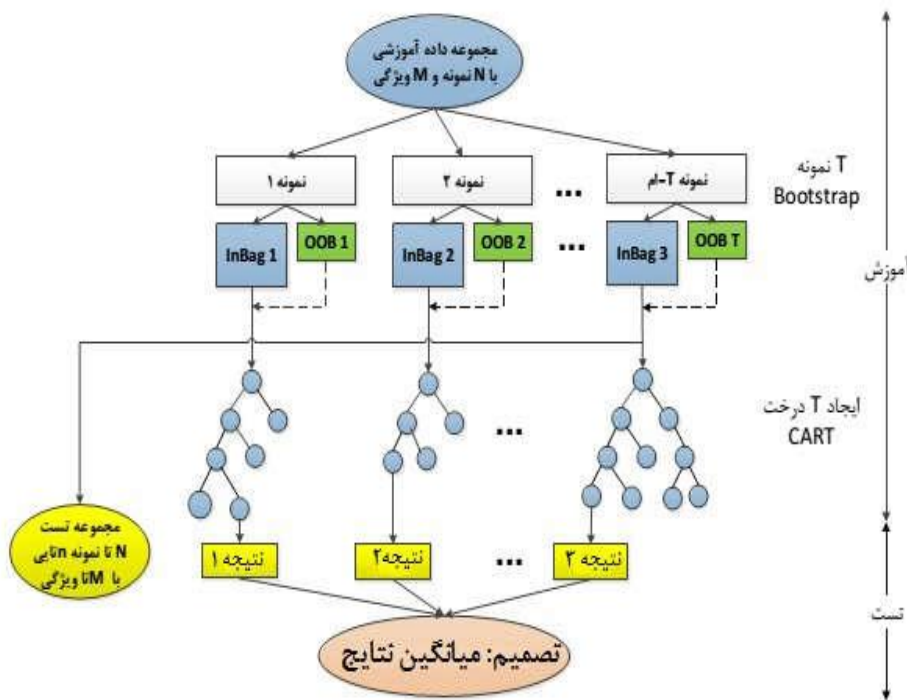 مجموعه داده آموزشی
با N نمونه و M ویژگی
نمونه ۱
نمونه ۲
...
نمونه T-ام
T نمونه
Bootstrap
InBag 1
OOB 1
InBag 2
OOB 2
...
InBag 3
OOB T
آموزش
ایجاد T درخت
CART
...
مجموعه تست
N تا نمونه nتایی
با Mتا ویژگی
نتیجه ۱
نتیجه۲
...
نتیجه ۳
تست
تصمیم: میانگین نتایج